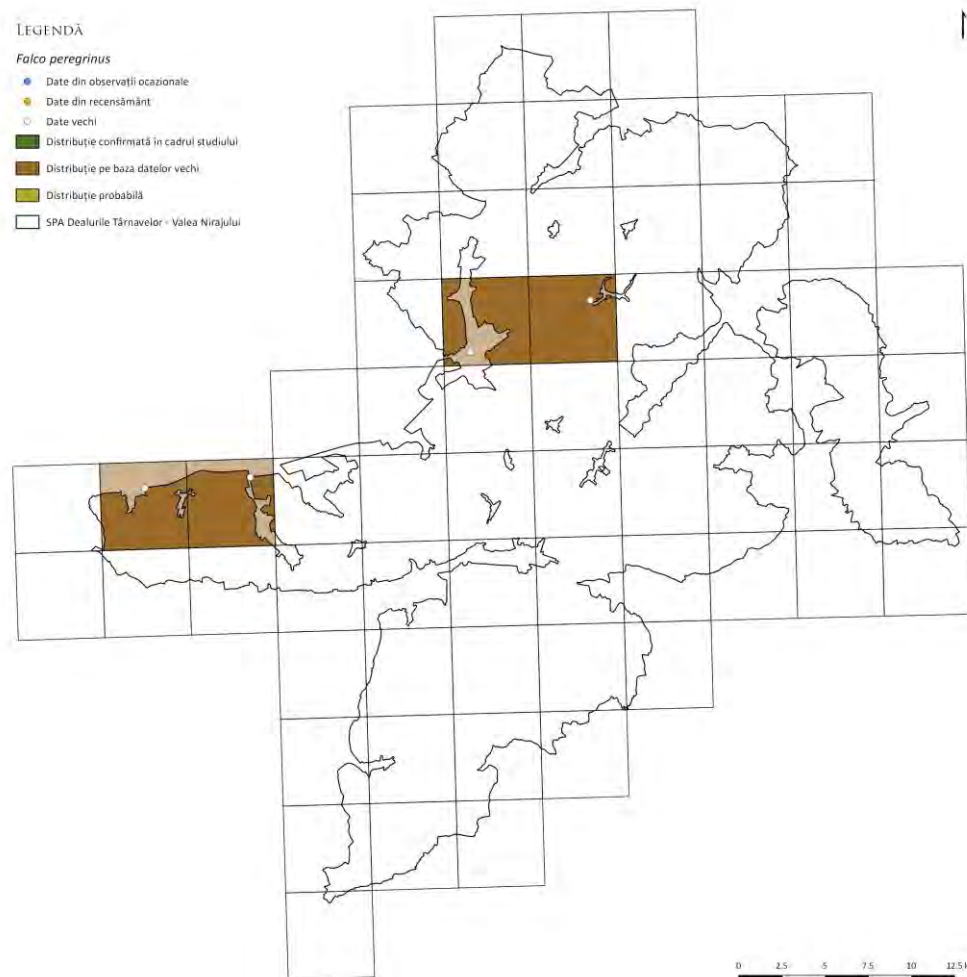 LEGENDĂ
Falco peregrinus
Date din observații ocazionale
Date din recensământ
Date vechi
Distribuție confirmată în cadrul studiului
Distribuție pe baza datelor vechi
Distribuție probabilă
SPA Dealurile Târnavelor - Valea Nirajului
0 2.5 5 7.5 10 12.5